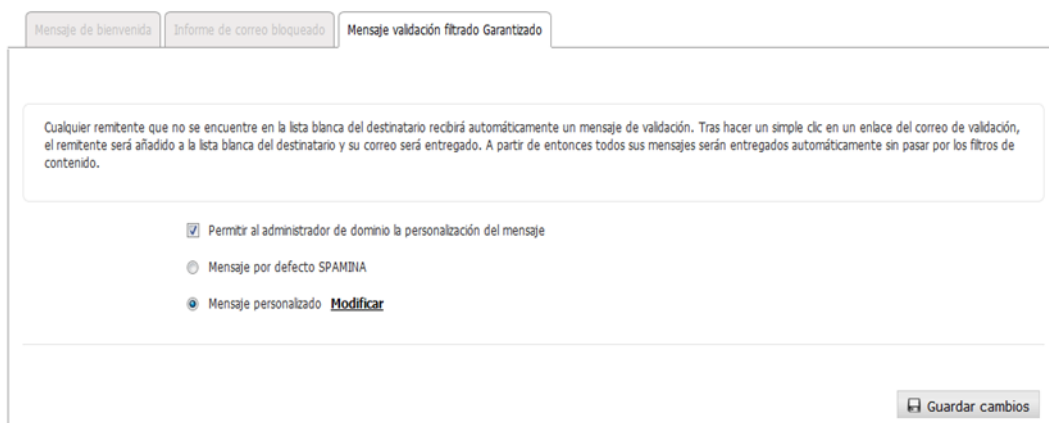 Mensaje de bienvenida
Informe de correo bloqueado
Mensaje validación filtrado Garantizado
Cualquier remitente que no se encuentre en la lista blanca del destinatario recibirá automáticamente un mensaje de validación. Tras hacer un simple clic en un enlace del correo de validación,
el remitente será añadido a la lista blanca del destinatario y su correo será entregado. A partir de entonces todos sus mensajes serán entregados automáticamente sin pasar por los filtros de
contenido.
Permitir al administrador de dominio la personalización del mensaje
Mensaje por defecto SPAMINA
Mensaje personalizado Modificar
Guardar cambios